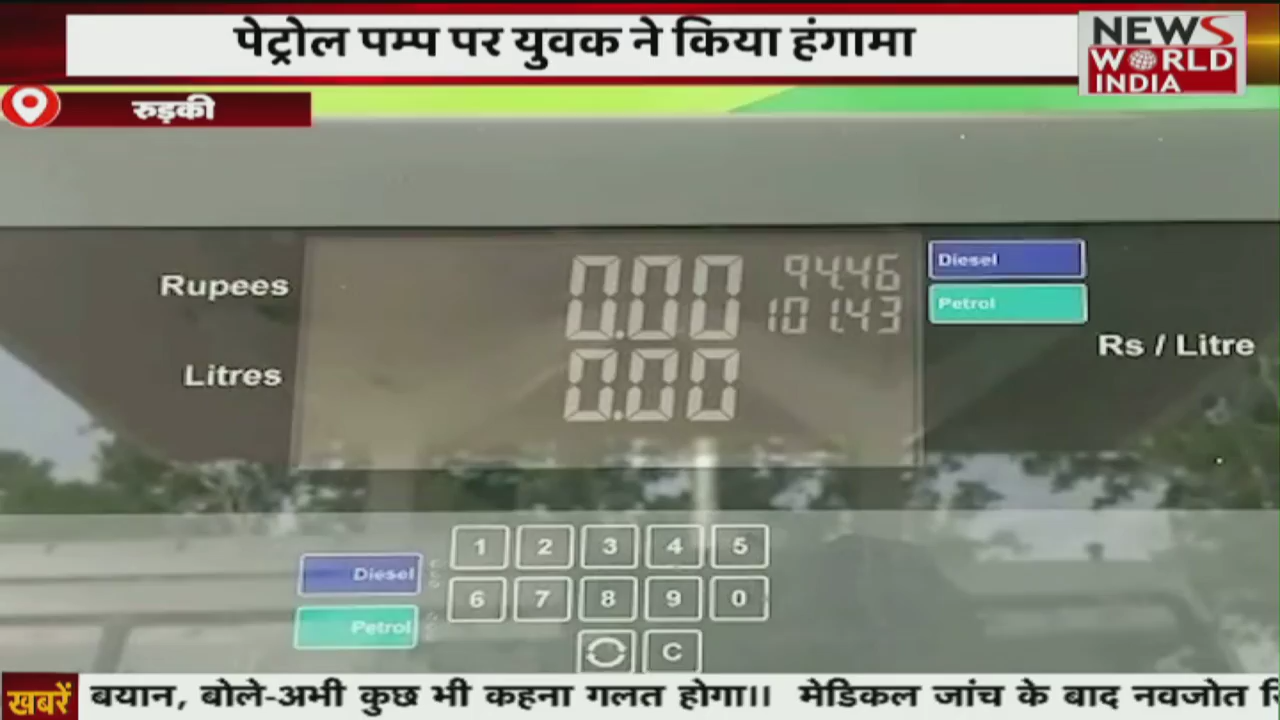 पेट्रोल पम्प पर युवक ने किया हंगामा
NEWS
WORLD
INDIA
रुड़की
Rupees 0.00 94.46 Diesel
101.43 Petrol
Rs / Litre
Litres 0.00
1 2 3 4 5
Diesel
6 7 8 9 0
Petrol
C
खबरें बयान, बोले-अभी कुछ भी कहना गलत होगा।। मेडिकल जांच के बाद नवजोत